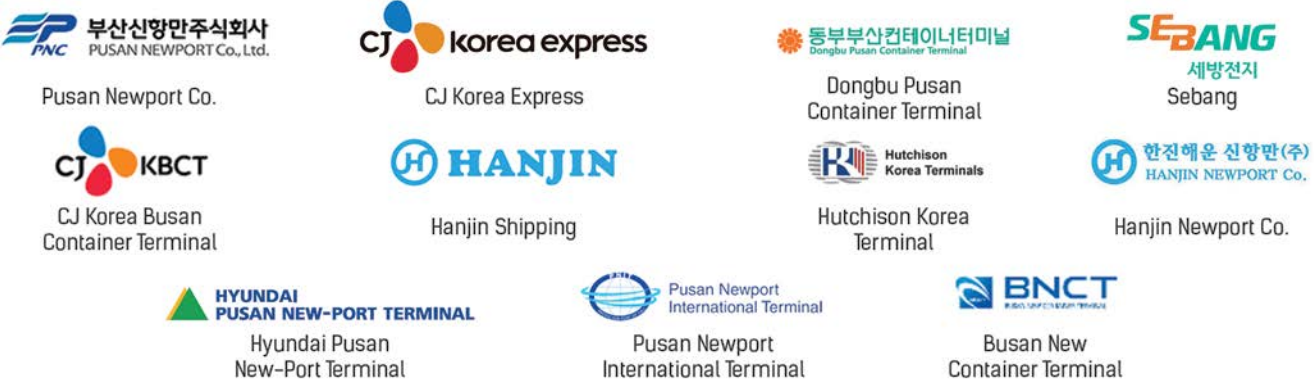 PNC
부산신항만주식회사
PUSAN NEWPORT Co., Ltd.
Pusan Newport Co.
CJ korea express
CJ Korea Express
동부부산컨테이너터미널
Dongbu Pusan Container Terminal
Dongbu Pusan
Container Terminal
SEBANG
세방전지
Sebang
CJ KBCT
CJ Korea Busan
Container Terminal
H HANJIN
Hanjin Shipping
Hutchison
Korea Terminals
Hutchison Korea
Terminal
H 한진해운 신항만(주)
HANJIN NEWPORT Co.
Hanjin Newport Co.
HYUNDAI
PUSAN NEW-PORT TERMINAL
Hyundai Pusan
New-Port Terminal
PNIT
Pusan Newport
International Terminal
Pusan Newport
International Terminal
BNCT
Busan New
Container Terminal